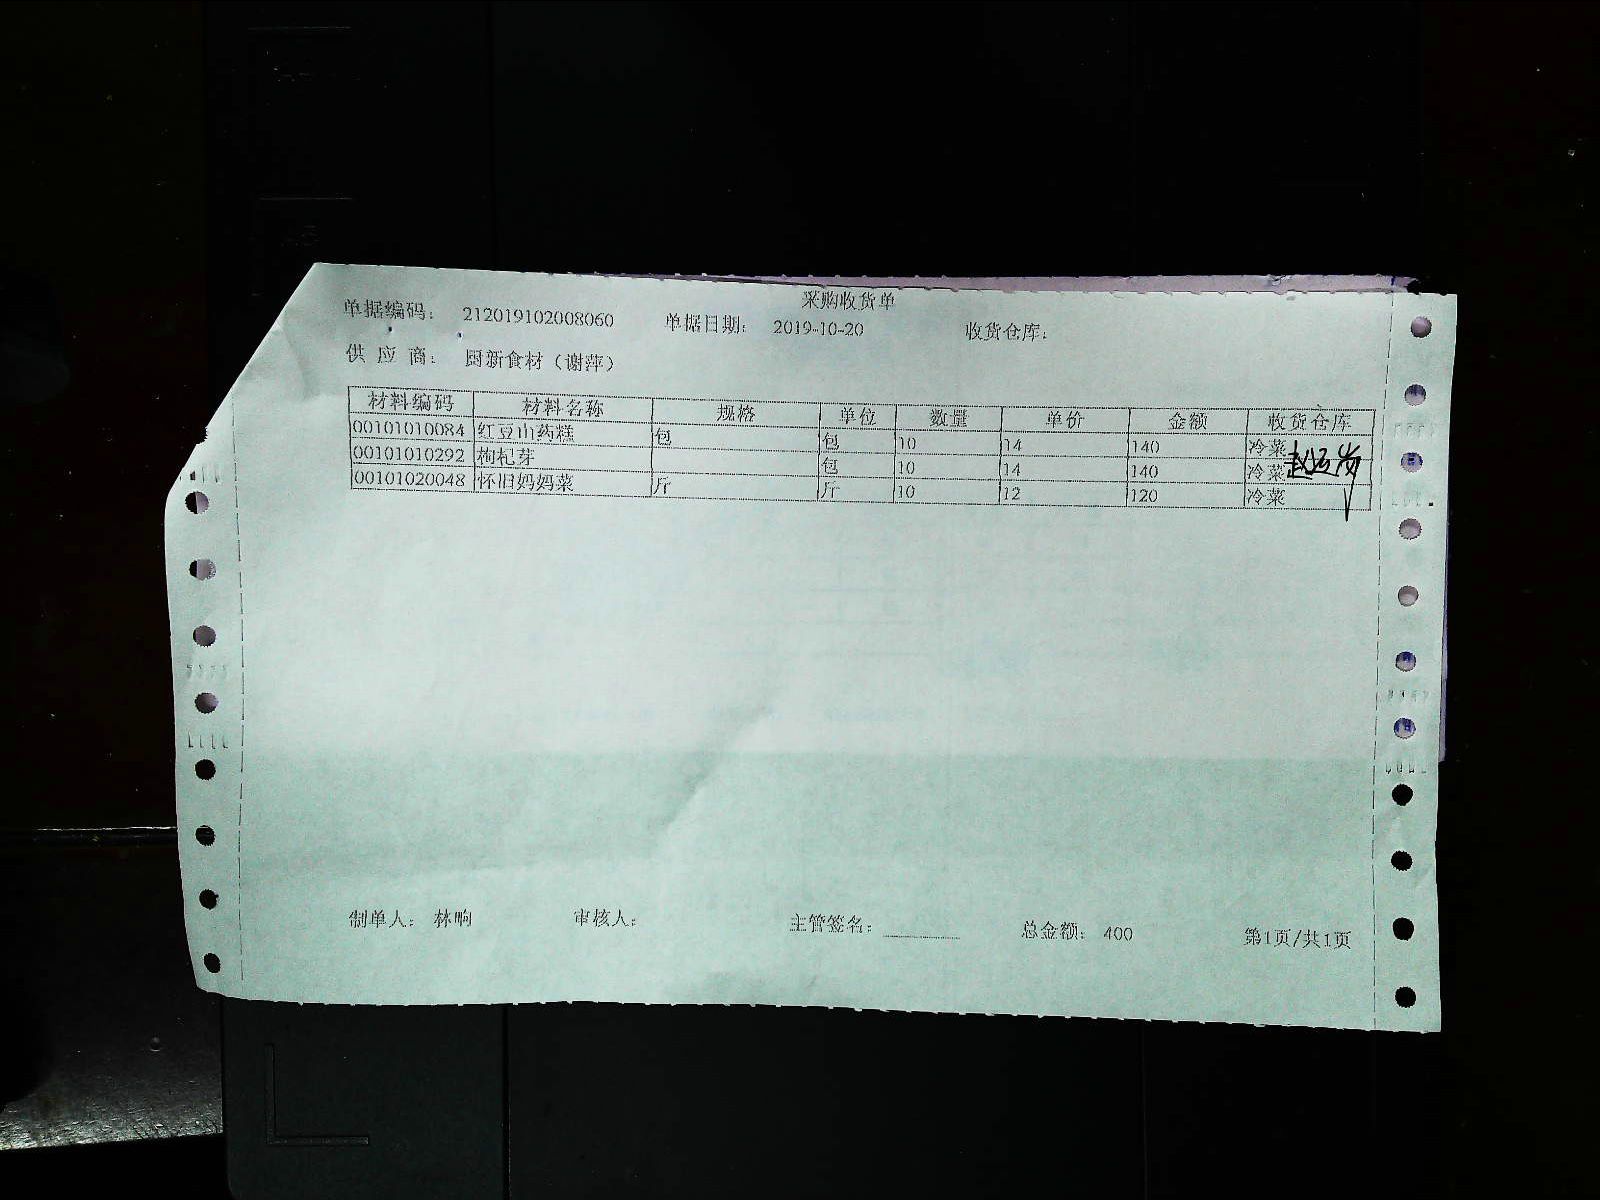 采购收货单
单据编码： 212019102008060 单据日期： 2019-10-20 收货仓库：
供 应 商： 厨新食材（谢萍）
材料编码 材料名称 规格 单位 数量 单价 金额 收货仓库
00101010084 红豆山药糕 包 包 10 14 140 冷菜
00101010292 枸杞芽 包 10 14 140 冷菜
00101020048 怀旧妈妈菜 斤 斤 10 12 120 冷菜
制单人： 林响 审核人： 主管签名： 总金额： 400 第1页/共1页